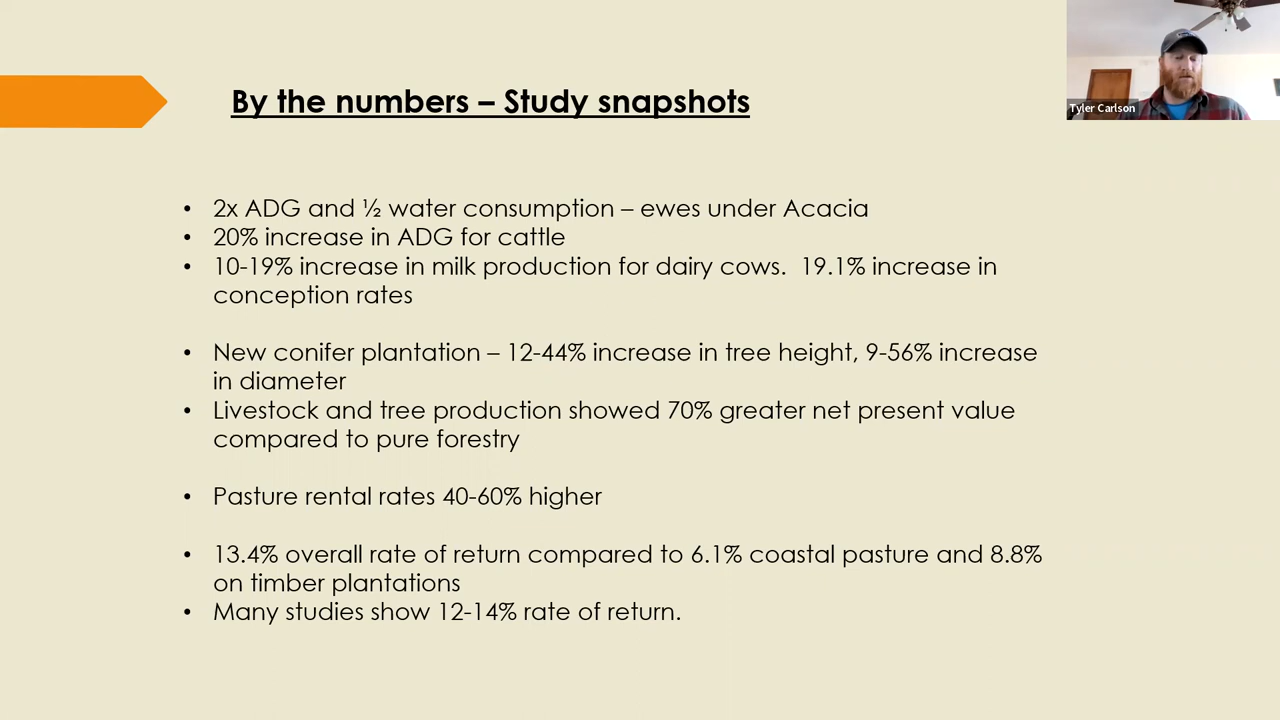 By the numbers – Study snapshots
Tyler Carlson
• 2x ADG and ½ water consumption – ewes under Acacia
• 20% increase in ADG for cattle
• 10-19% increase in milk production for dairy cows.  19.1% increase in
conception rates
• New conifer plantation – 12-44% increase in tree height, 9-56% increase
in diameter
• Livestock and tree production showed 70% greater net present value
compared to pure forestry
• Pasture rental rates 40-60% higher
• 13.4% overall rate of return compared to 6.1% coastal pasture and 8.8%
on timber plantations
• Many studies show 12-14% rate of return.